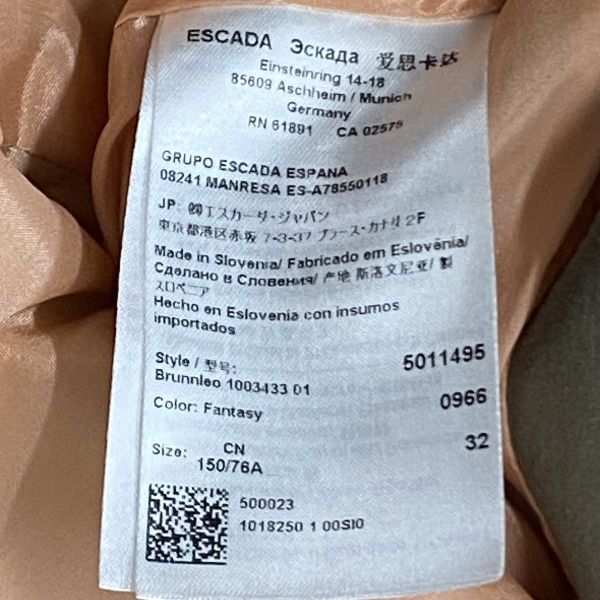 ESCADA Эскада 爱思卡达
Einsteinring 14-18
85609 Aschheim / Munich
Germany
RN 61891 CA 02575
GRUPO ESCADA ESPANA
08241 MANRESA ES-A78550118
JP: ㈱エスカーダ・ジャパン
東京都港区赤坂 7-3-37 プラース・カナダ 2F
Made in Slovenia/ Fabricado em Eslovênia/
Сделано в Словения/ 产地 斯洛文尼亚/ 製
スロベニア
Hecho en Eslovenia con insumos
importados
Style / 型号: 5011495
Brunnleo 1003433 01
Color: Fantasy 0966
Size: CN 32
150/76A
500023
1018250 1 00SI0